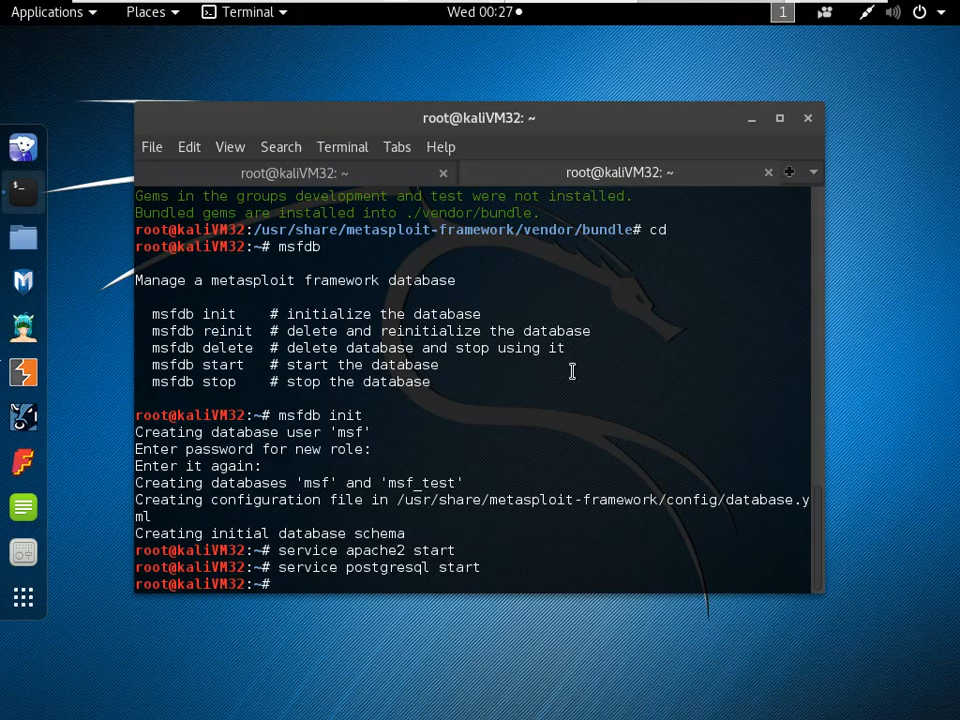 Applications Places Terminal Wed 00:27 1
root@kaliVM32: ~
File Edit View Search Terminal Tabs Help
root@kaliVM32: ~ root@kaliVM32: ~
Gems in the groups development and test were not installed.
Bundled gems are installed into ./vendor/bundle.
root@kaliVM32:/usr/share/metasploit-framework/vendor/bundle# cd
root@kaliVM32:~# msfdb
Manage a metasploit framework database
msfdb init # initialize the database
msfdb reinit # delete and reinitialize the database
msfdb delete # delete database and stop using it
msfdb start # start the database
msfdb stop # stop the database
root@kaliVM32:~# msfdb init
Creating database user 'msf'
Enter password for new role:
Enter it again:
Creating databases 'msf' and 'msf_test'
Creating configuration file in /usr/share/metasploit-framework/config/database.y
ml
Creating initial database schema
root@kaliVM32:~# service apache2 start
root@kaliVM32:~# service postgresql start
root@kaliVM32:~#